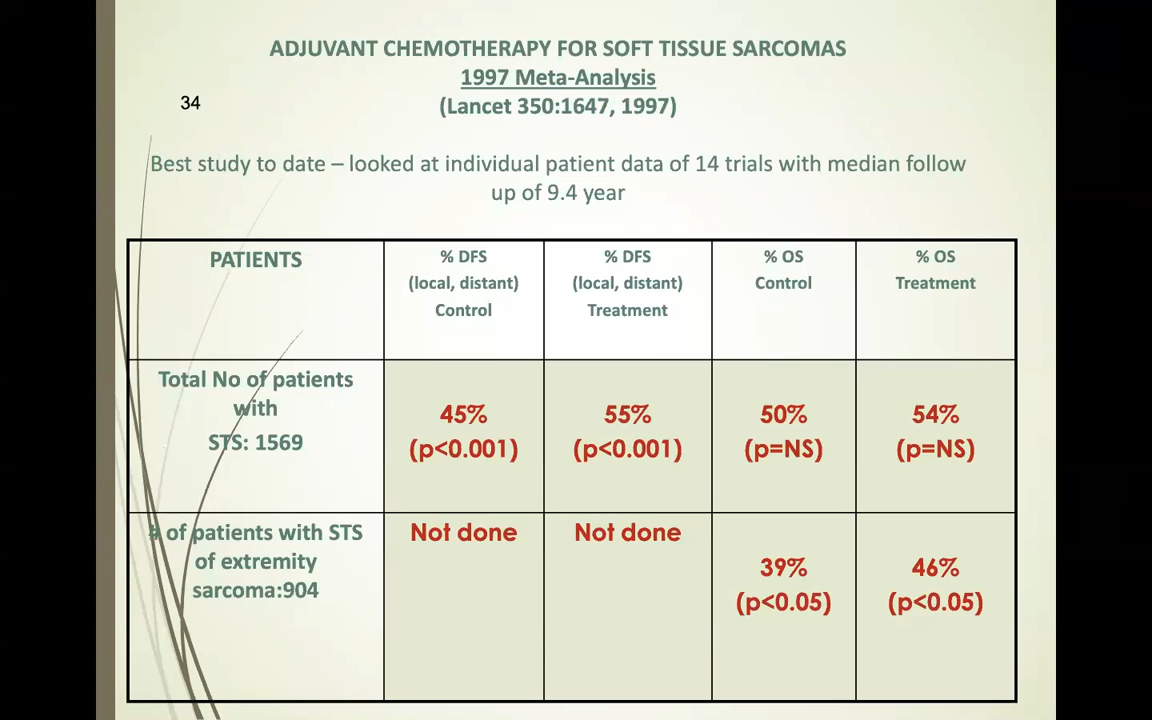 ADJUVANT CHEMOTHERAPY FOR SOFT TISSUE SARCOMAS
1997 Meta-Analysis
34
(Lancet 350:1647, 1997)
Best study to date – looked at individual patient data of 14 trials with median follow
up of 9.4 year
PATIENTS
% DFS
(local, distant)
Control
% DFS
(local, distant)
Treatment
% OS
Control
% OS
Treatment
Total No of patients
with
STS: 1569
45%
(p<0.001)
55%
(p<0.001)
50%
(p=NS)
54%
(p=NS)
# of patients with STS
of extremity
sarcoma:904
Not done
Not done
39%
(p<0.05)
46%
(p<0.05)